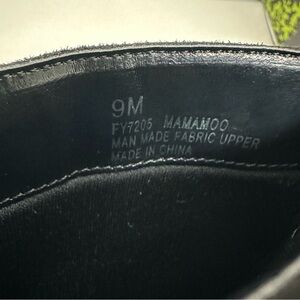 9M
FY7205 MAMAMOO
MAN MADE FABRIC UPPER
MADE IN CHINA